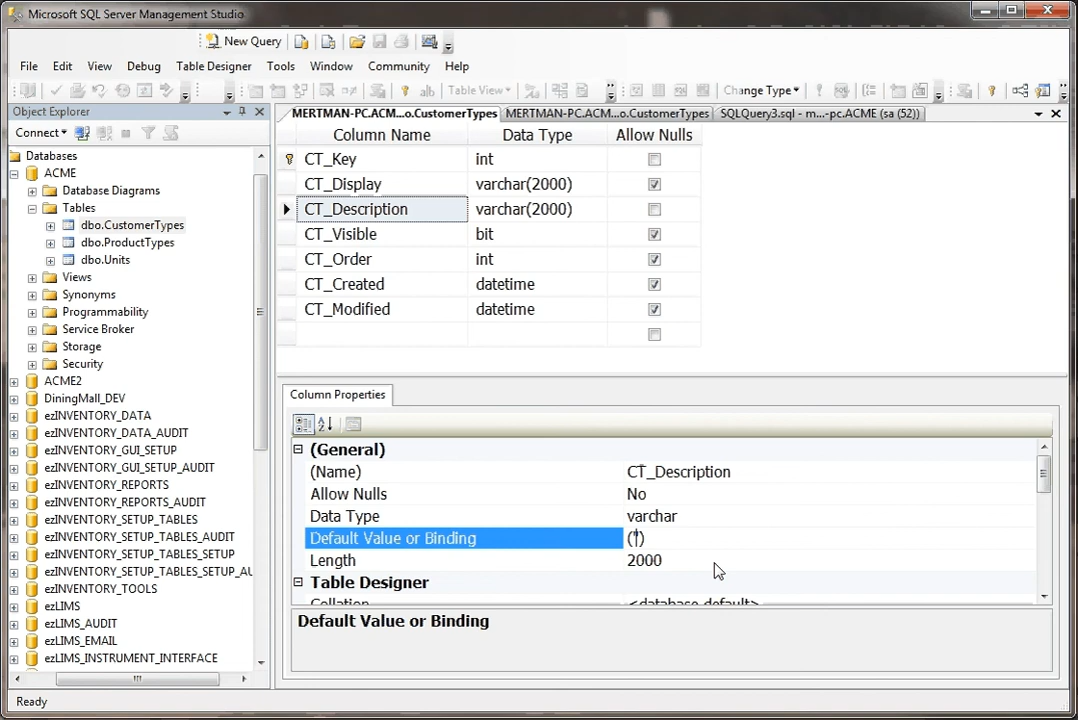 Microsoft SQL Server Management Studio
New Query
File Edit View Debug Table Designer Tools Window Community Help
ab Table View Change Type
Object Explorer
MERTMAN-PC.ACM...o.CustomerTypes MERTMAN-PC.ACM...o.CustomerTypes SQLQuery3.sql - m...-pc.ACME (sa (52))
Connect
Column Name Data Type Allow Nulls
Databases
ACME
Database Diagrams
Tables
dbo.CustomerTypes
dbo.ProductTypes
dbo.Units
Views
Synonyms
Programmability
Service Broker
Storage
Security
ACME2
DiningMall_DEV
ezINVENTORY_DATA
ezINVENTORY_DATA_AUDIT
ezINVENTORY_GUI_SETUP
ezINVENTORY_GUI_SETUP_AUDIT
ezINVENTORY_REPORTS
ezINVENTORY_REPORTS_AUDIT
ezINVENTORY_SETUP_TABLES
ezINVENTORY_SETUP_TABLES_AUDIT
ezINVENTORY_SETUP_TABLES_SETUP
ezINVENTORY_SETUP_TABLES_SETUP_AU
ezINVENTORY_TOOLS
ezLIMS
ezLIMS_AUDIT
ezLIMS_EMAIL
ezLIMS_INSTRUMENT_INTERFACE
CT_Key int
CT_Display varchar(2000)
CT_Description varchar(2000)
CT_Visible bit
CT_Order int
CT_Created datetime
CT_Modified datetime
Column Properties
(General)
(Name) CT_Description
Allow Nulls No
Data Type varchar
Default Value or Binding ('')
Length 2000
Table Designer
Collation <database default>
Default Value or Binding
Ready